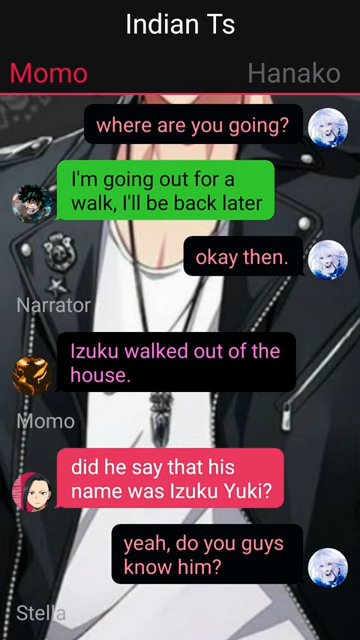 Indian Ts
Momo
Hanako
where are you going?
I'm going out for a
walk, I'll be back later
okay then.
Narrator
Izuku walked out of the
house.
Momo
did he say that his
name was Izuku Yuki?
yeah, do you guys
know him?
Stella